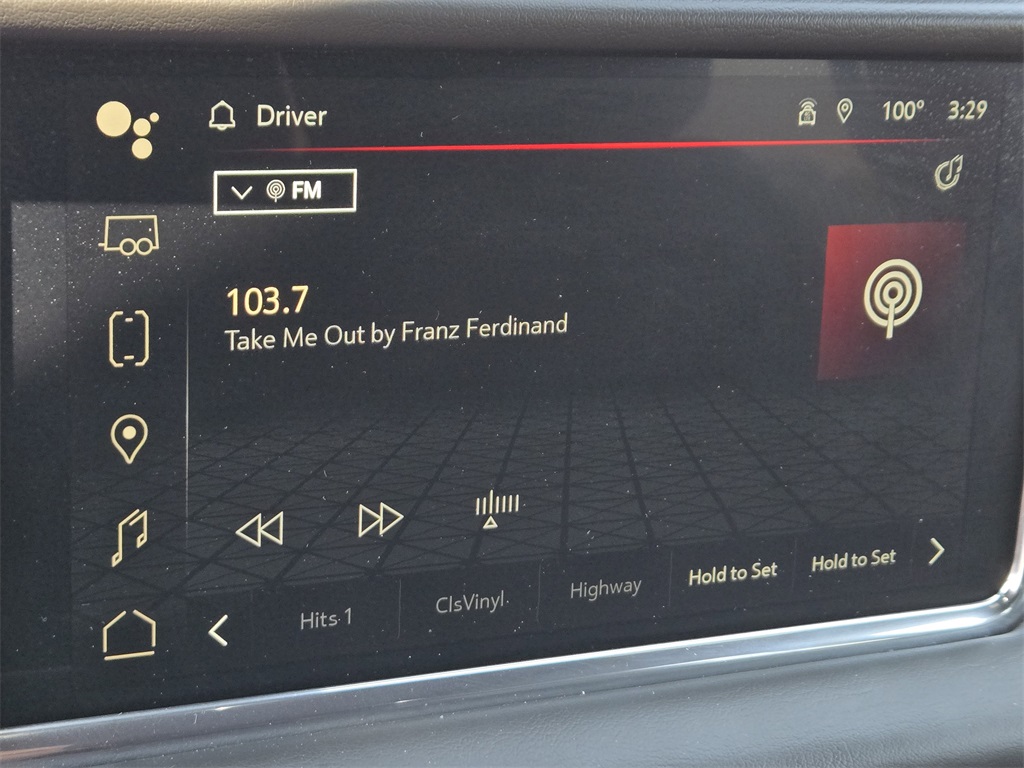 Driver
100° 3:29
FM
103.7
Take Me Out by Franz Ferdinand
Hits 1
ClsVinyl
Highway
Hold to Set
Hold to Set